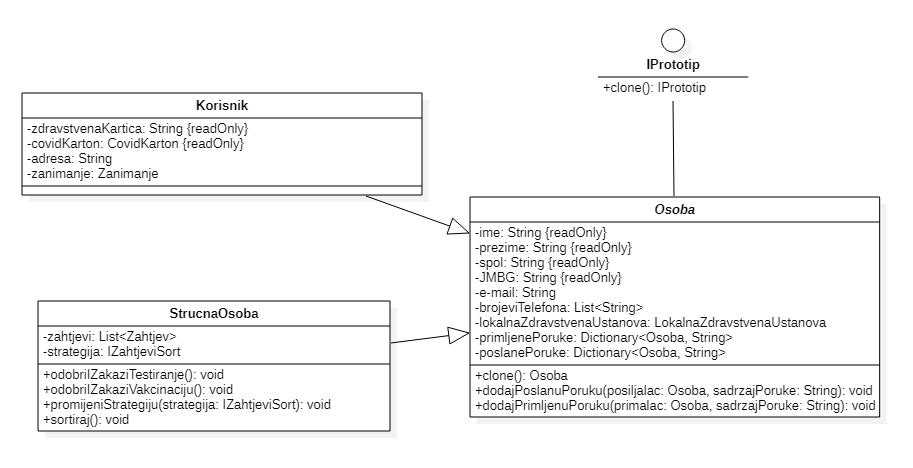 IPrototip
+clone(): IPrototip
Korisnik
-zdravstvenaKartica: String {readOnly}
-covidKarton: CovidKarton {readOnly}
-adresa: String
-zanimanje: Zanimanje
Osoba
-ime: String {readOnly}
-prezime: String {readOnly}
-spol: String {readOnly}
-JMBG: String {readOnly}
-e-mail: String
-brojeviTelefona: List<String>
-lokalnaZdravstvenaUstanova: LokalnaZdravstvenaUstanova
-primljenePoruke: Dictionary<Osoba, String>
-poslanePoruke: Dictionary<Osoba, String>
+clone(): Osoba
+dodajPoslanuPoruku(posiljalac: Osoba, sadrzajPoruke: String): void
+dodajPrimljenuPoruku(primalac: Osoba, sadrzajPoruke: String): void
StrucnaOsoba
-zahtjevi: List<Zahtjev>
-strategija: IZahtjeviSort
+odobriIZakaziTestiranje(): void
+odobriIZakaziVakcinaciju(): void
+promijeniStrategiju(strategija: IZahtjeviSort): void
+sortiraj(): void